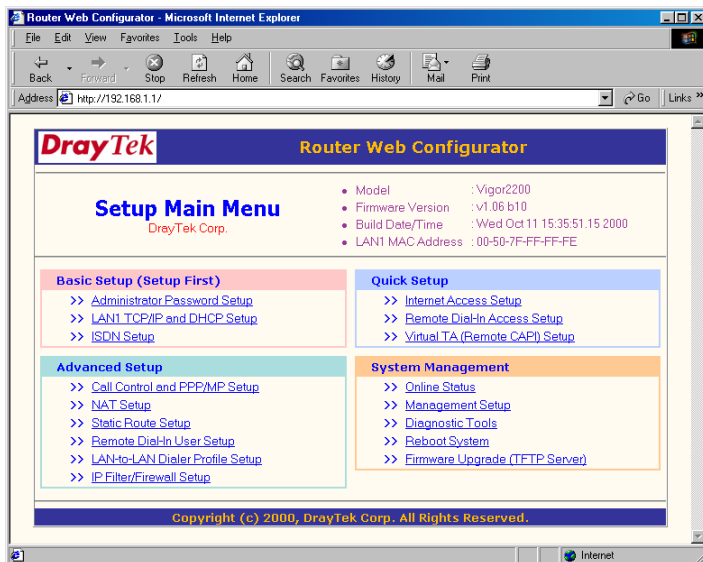 Router Web Configurator - Microsoft Internet Explorer
File Edit View Favorites Tools Help
Back Forward Stop Refresh Home Search Favorites History Mail Print
Address http://192.168.1.1/ Go Links »
DrayTek Router Web Configurator
Setup Main Menu
DrayTek Corp.
• Model : Vigor2200
• Firmware Version : v1.06 b10
• Build Date/Time : Wed Oct 11 15:35:51.15 2000
• LAN1 MAC Address : 00-50-7F-FF-FF-FE
Basic Setup (Setup First)
>> Administrator Password Setup
>> LAN1 TCP/IP and DHCP Setup
>> ISDN Setup
Quick Setup
>> Internet Access Setup
>> Remote Dial-In Access Setup
>> Virtual TA (Remote CAPI) Setup
Advanced Setup
>> Call Control and PPP/MP Setup
>> NAT Setup
>> Static Route Setup
>> Remote Dial-In User Setup
>> LAN-to-LAN Dialer Profile Setup
>> IP Filter/Firewall Setup
System Management
>> Online Status
>> Management Setup
>> Diagnostic Tools
>> Reboot System
>> Firmware Upgrade (TFTP Server)
Copyright (c) 2000, DrayTek Corp. All Rights Reserved.
Internet